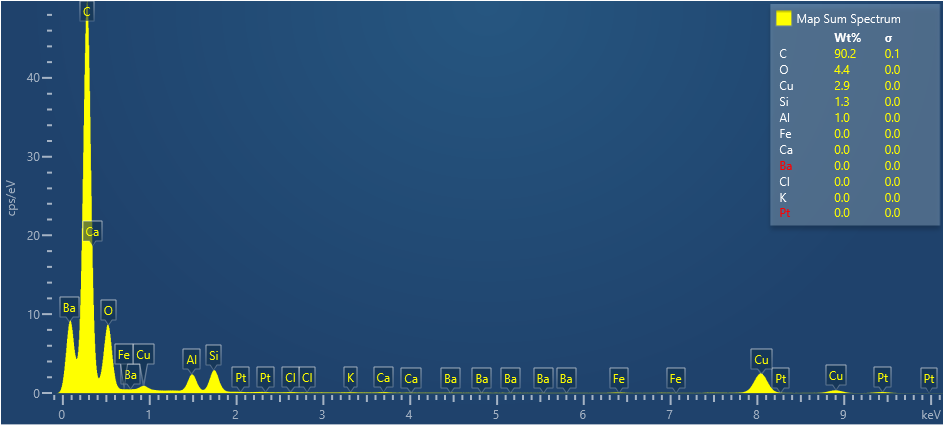 C
Map Sum Spectrum
Wt% σ
C 90.2 0.1
O 4.4 0.0
Cu 2.9 0.0
Si 1.3 0.0
Al 1.0 0.0
Fe 0.0 0.0
Ca 0.0 0.0
Ba 0.0 0.0
Cl 0.0 0.0
K 0.0 0.0
Pt 0.0 0.0
40
30
cps/eV
20
Ca
10
Ba O
Fe Cu
Ba
Al Si
Pt Pt Cl Cl K Ca Ca Ba Ba Ba Ba Ba Fe Fe Cu Pt Cu Pt Pt
0
0 1 2 3 4 5 6 7 8 9 keV